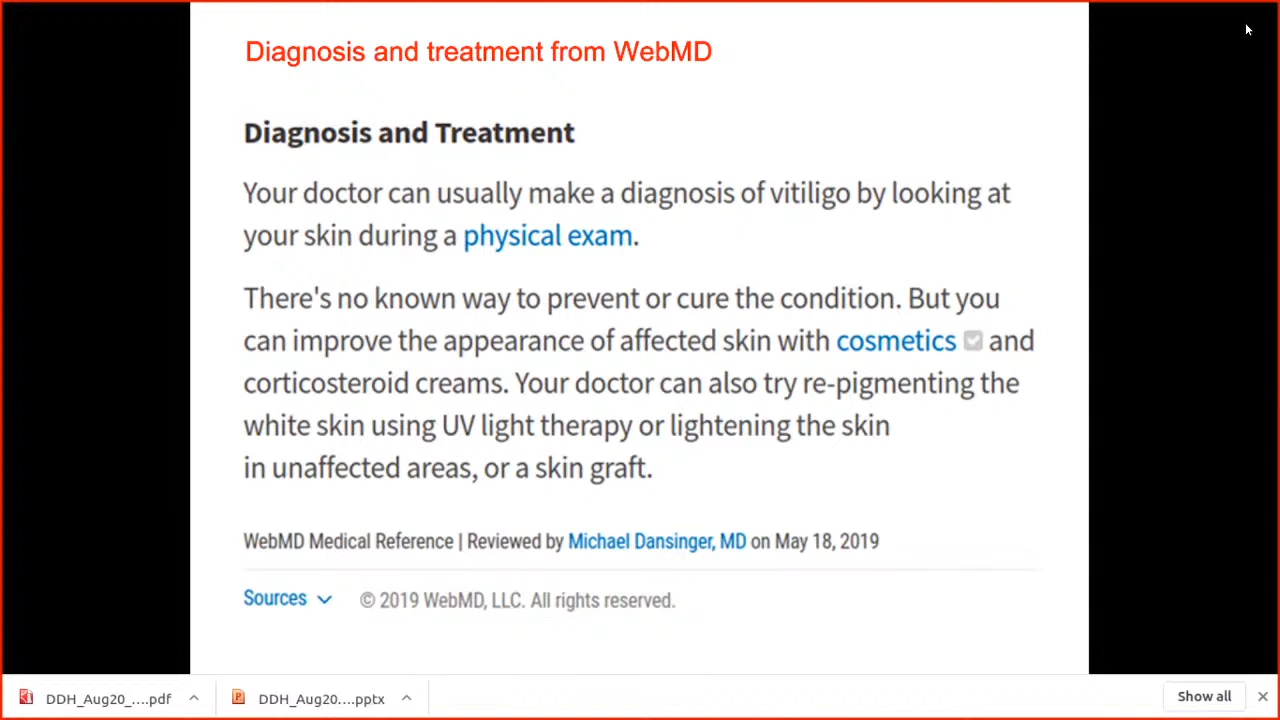 Diagnosis and treatment from WebMD
Diagnosis and Treatment
Your doctor can usually make a diagnosis of vitiligo by looking at
your skin during a physical exam.
There's no known way to prevent or cure the condition. But you
can improve the appearance of affected skin with cosmetics and
corticosteroid creams. Your doctor can also try re-pigmenting the
white skin using UV light therapy or lightening the skin
in unaffected areas, or a skin graft.
WebMD Medical Reference | Reviewed by Michael Dansinger, MD on May 18, 2019
Sources © 2019 WebMD, LLC. All rights reserved.
DDH_Aug20_....pdf DDH_Aug20....pptx Show all